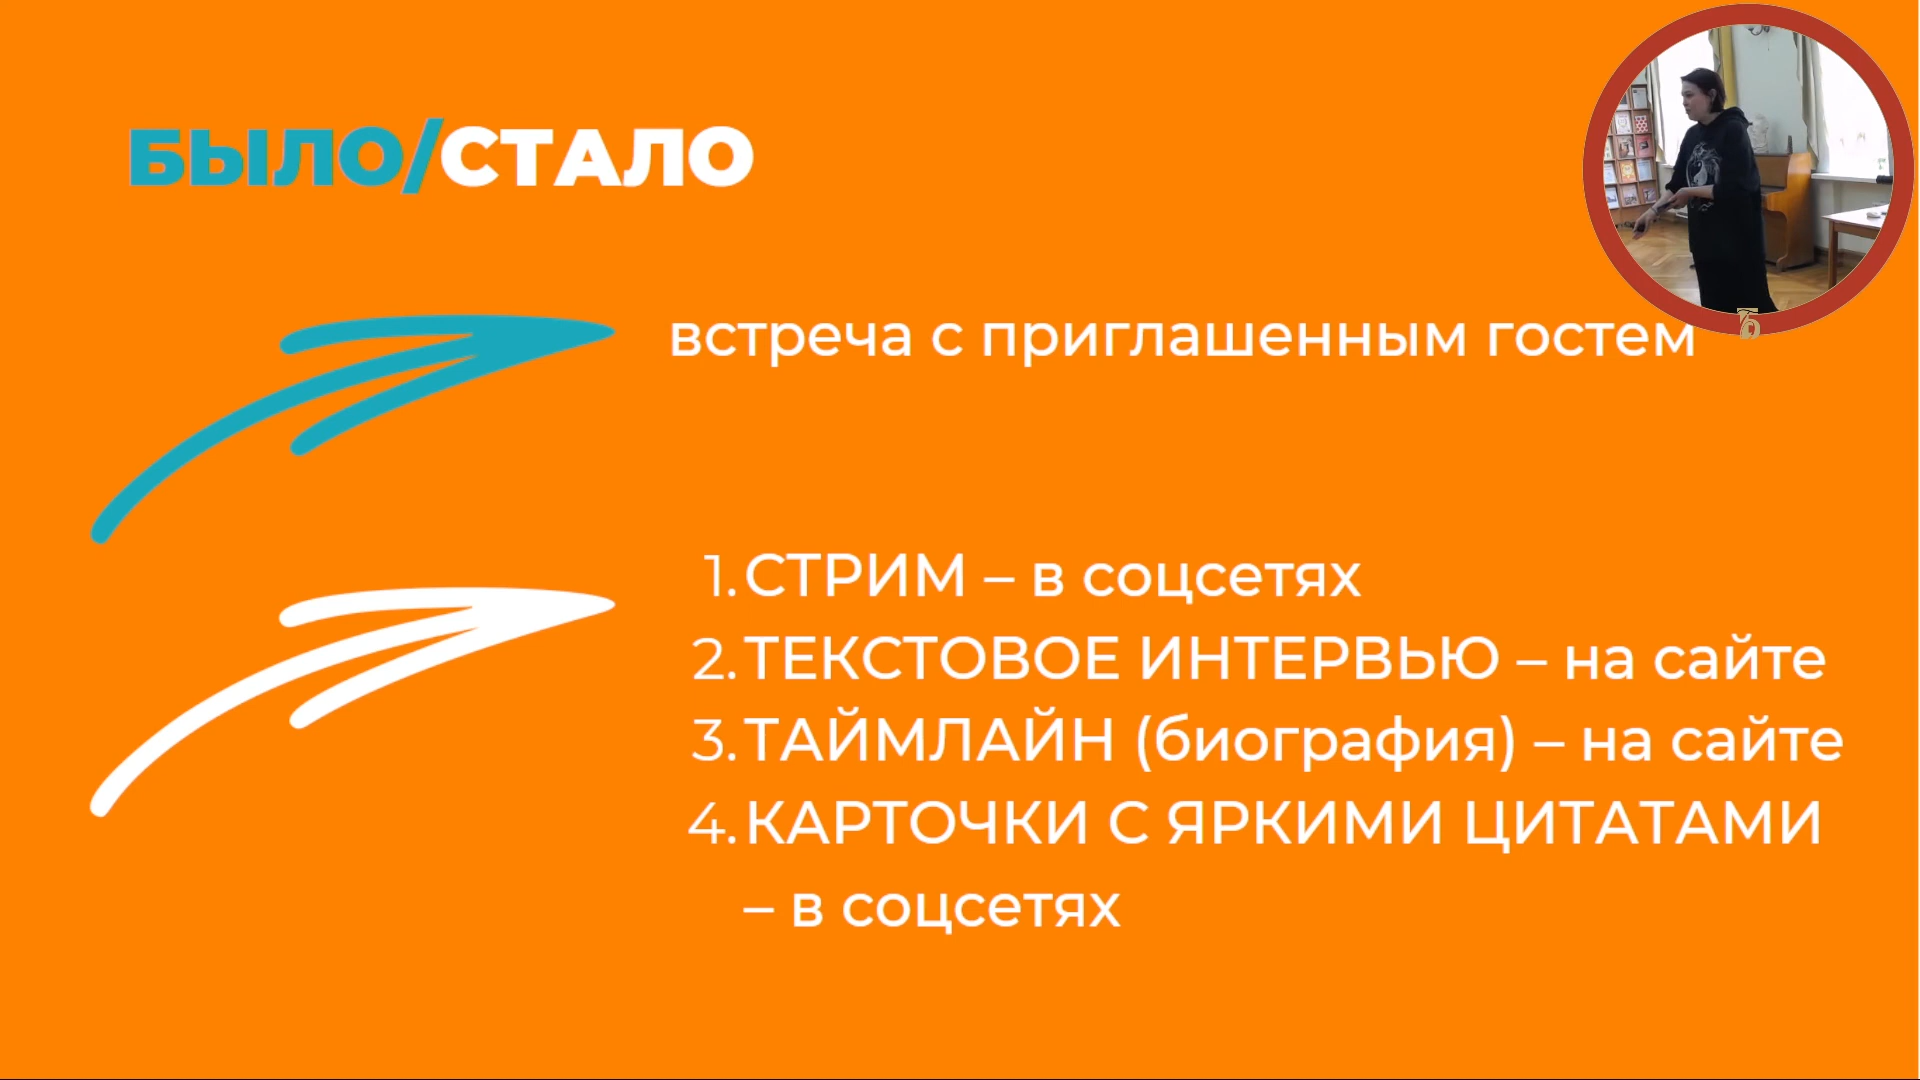 БЫЛО/СТАЛО
встреча с приглашенным гостем
1. СТРИМ – в соцсетях
2. ТЕКСТОВОЕ ИНТЕРВЬЮ – на сайте
3. ТАЙМЛАЙН (биография) – на сайте
4. КАРТОЧКИ С ЯРКИМИ ЦИТАТАМИ
– в соцсетях